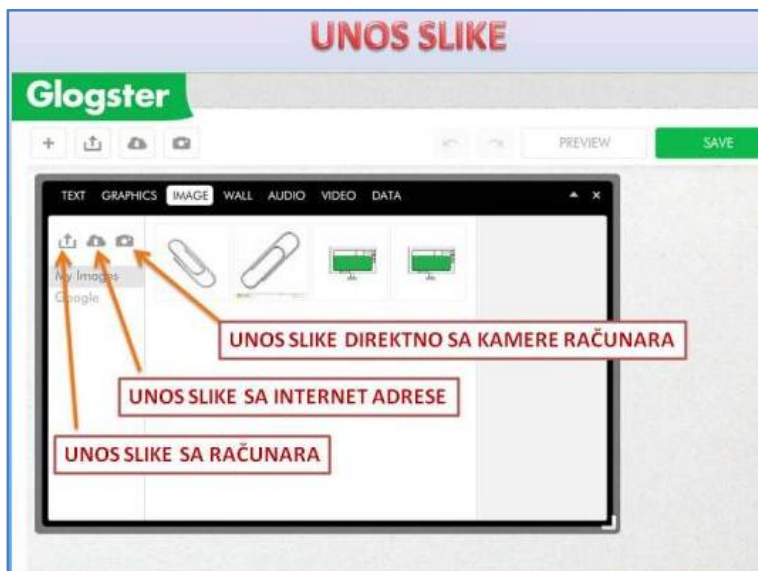 UNOS SLIKE
Glogster
PREVIEW SAVE
TEXT GRAPHICS IMAGE WALL AUDIO VIDEO DATA
My Images
Google
UNOS SLIKE DIREKTNO SA KAMERE RAČUNARA
UNOS SLIKE SA INTERNET ADRESE
UNOS SLIKE SA RAČUNARA